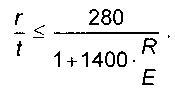 r/t ≤ 280 / (1 + 1400 · R/E) .